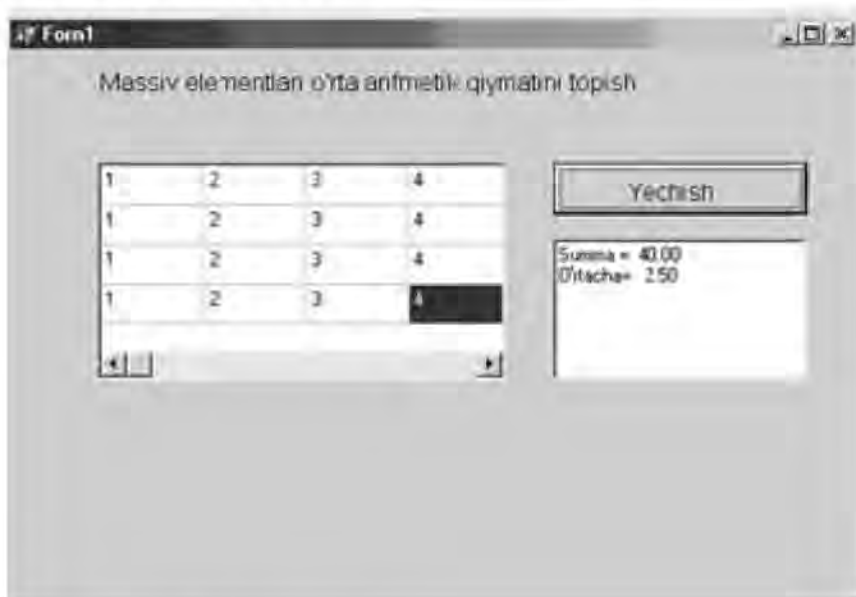 Form1
Massiv elementlari o'rta arifmetik qiymatini topish
1 2 3 4
1 2 3 4
1 2 3 4
1 2 3 4
Yechish
Summa = 40.00
O'rtacha= 2.50